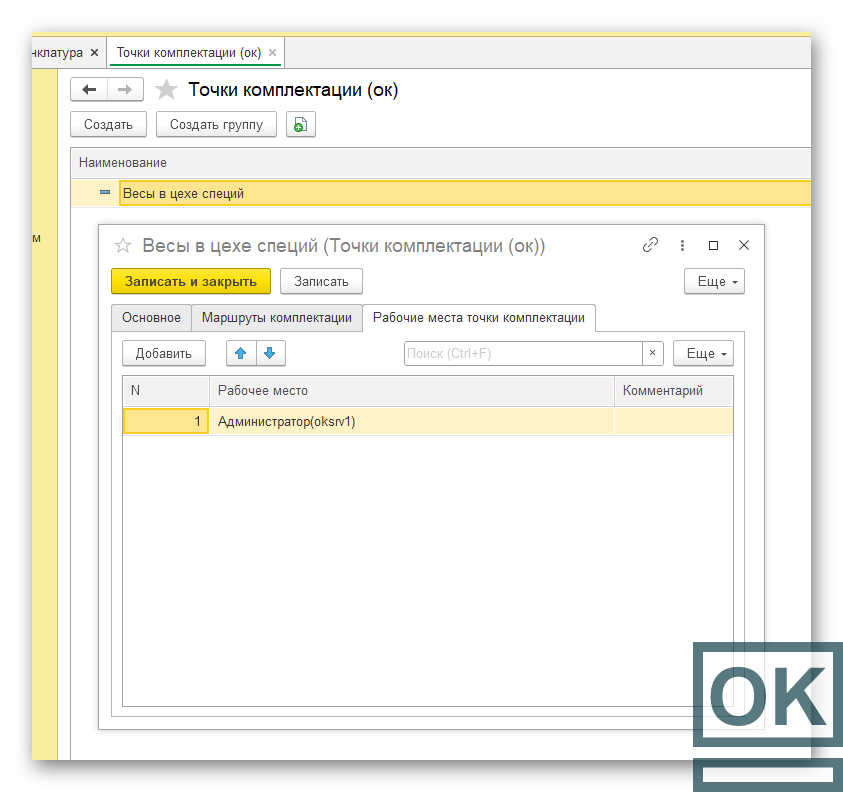 нклатура × Точки комплектации (ок) ×
Точки комплектации (ок)
Создать Создать группу
Наименование
Весы в цехе специй
м
Весы в цехе специй (Точки комплектации (ок))
Записать и закрыть Записать Еще
Основное Маршруты комплектации Рабочие места точки комплектации
Добавить Поиск (Ctrl+F) × Еще
N Рабочее место Комментарий
1 Администратор(oksrv1)
OK